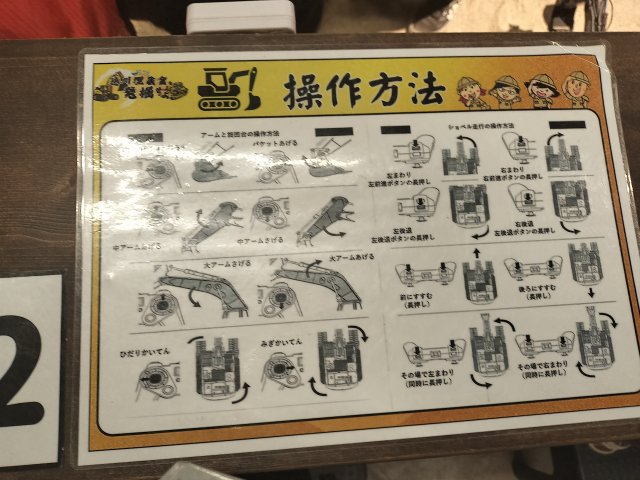 操作方法
アームと旋回台の操作方法
バケットあげる
中アームあげる
中アームさげる
大アームさげる
大アームあげる
ひだりかいてん
みぎかいてん
ショベル走行の操作方法
左まわり
左前進ボタンの長押し
右まわり
右前進ボタンの長押し
左後退
左後退ボタンの長押し
右後退
右後退ボタンの長押し
前にすすむ
(長押し)
後ろにすすむ
(長押し)
その場で左まわり
(同時に長押し)
その場で右まわり
(同時に長押し)
2